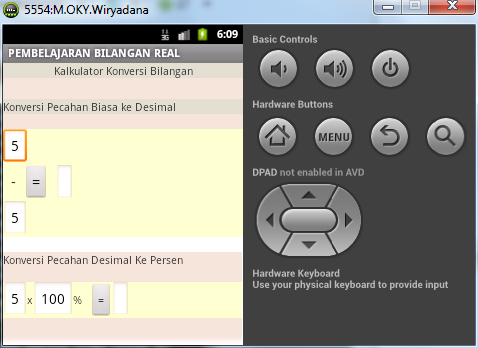 5554:M.OKY.Wiryadana
3G 6:09
PEMBELAJARAN BILANGAN REAL
Kalkulator Konversi Bilangan
Konversi Pecahan Biasa ke Desimal
5
- =
5
Konversi Pecahan Desimal Ke Persen
5 x 100 % =
Basic Controls
Hardware Buttons
MENU
DPAD not enabled in AVD
Hardware Keyboard
Use your physical keyboard to provide input